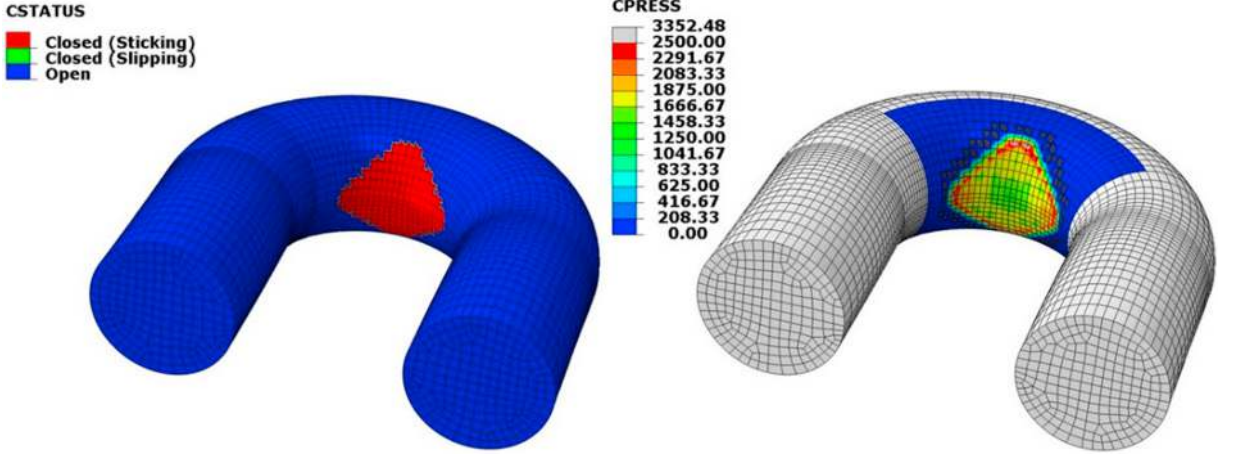 CSTATUS
Closed (Sticking)
Closed (Slipping)
Open
CPRESS
3352.48
2500.00
2291.67
2083.33
1875.00
1666.67
1458.33
1250.00
1041.67
833.33
625.00
416.67
208.33
0.00